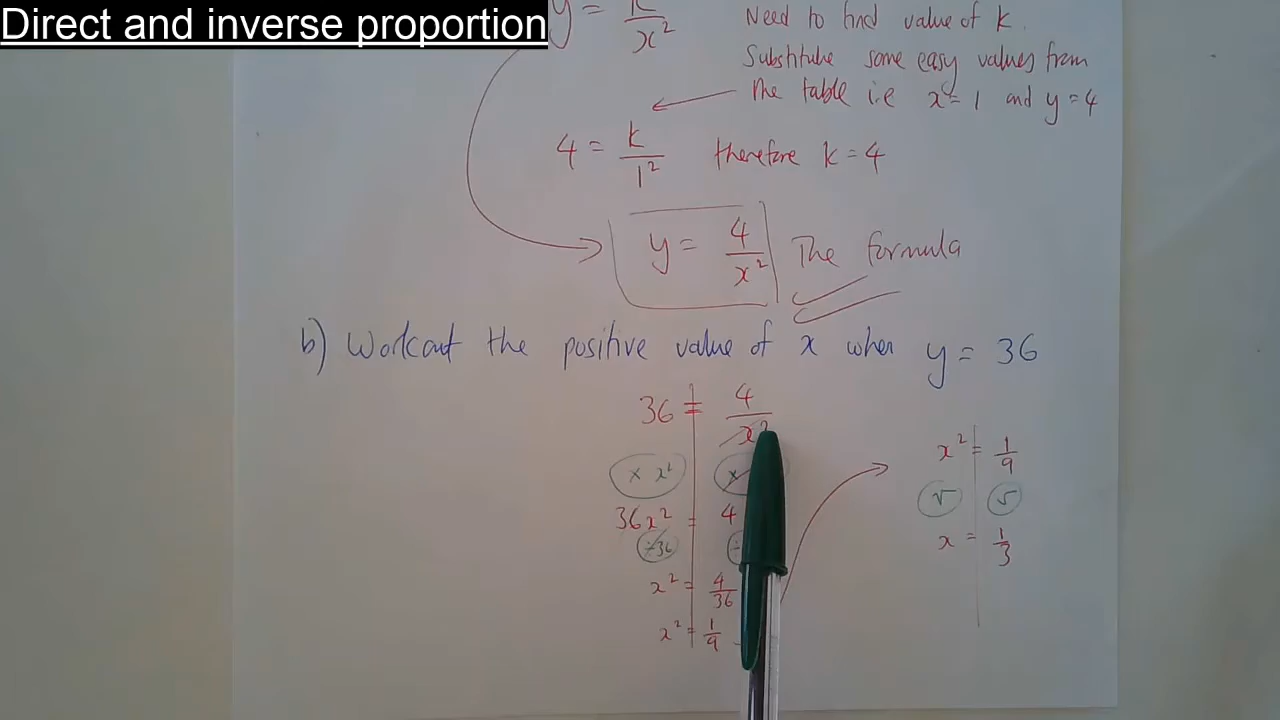 Direct and inverse proportion
y = k/x²
Need to find value of k.
Substitute some easy values from
the table i.e x = 1 and y = 4
4 = k/1² therefore k = 4
y = 4/x² The formula
b) Workout the positive value of x when y = 36
36 = 4/x²
× x² ×
36x² = 4
÷36 ÷
x² = 4/36
x² = 1/9
x² = 1/9
√ √
x = 1/3